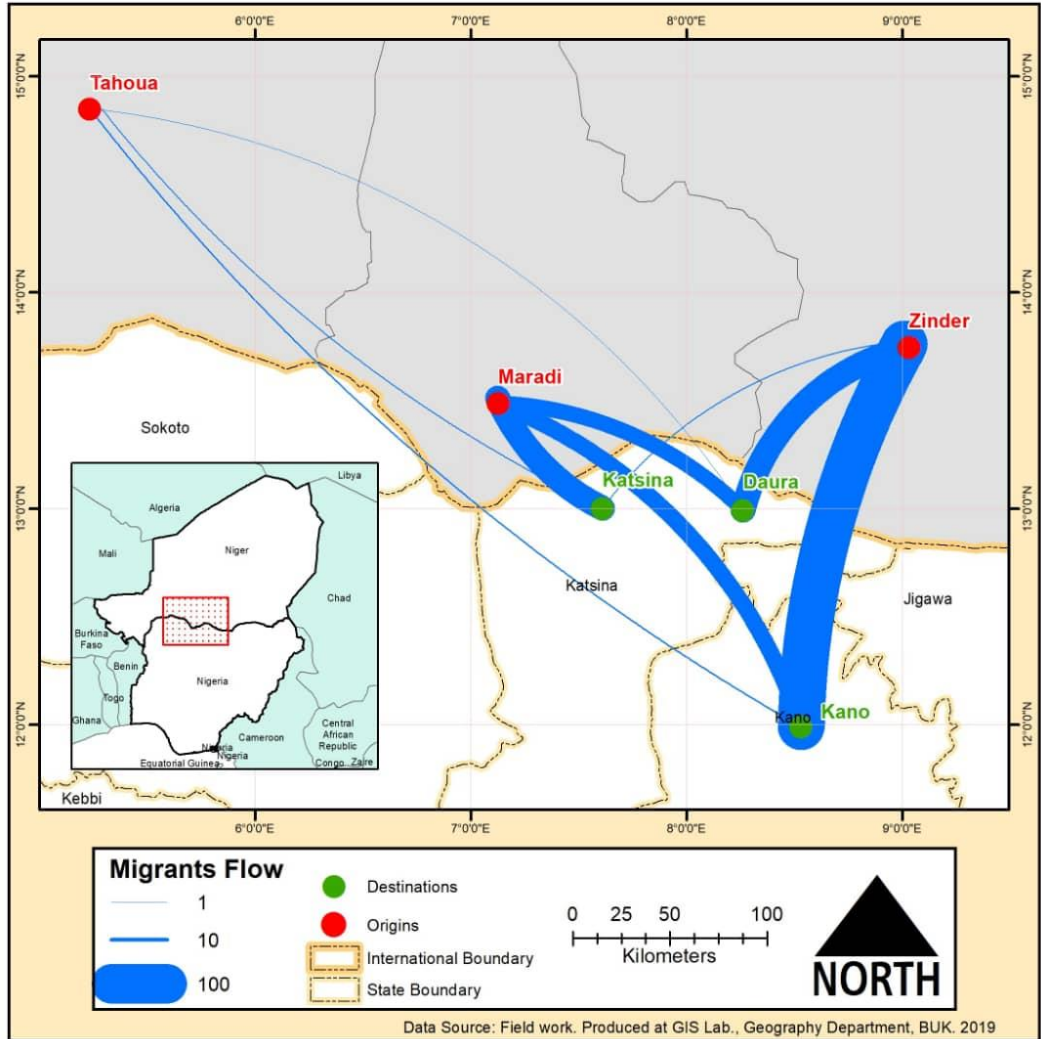 6°0'0"E 7°0'0"E 8°0'0"E 9°0'0"E
15°0'0"N 15°0'0"N
Tahoua
14°0'0"N 14°0'0"N
Zinder
Maradi
Sokoto
Katsina Daura
13°0'0"N 13°0'0"N
Katsina
Jigawa
Kano Kano
12°0'0"N 12°0'0"N
Kebbi
Libya
Algeria
Mali
Niger
Chad
Burkina
Faso
Benin
Nigeria
Togo
Ghana
Central
African
Republic
Cameroon
Nigeria
Nigeria
Equatorial Guinea
Congo Zaire
6°0'0"E 7°0'0"E 8°0'0"E 9°0'0"E
Migrants Flow
1
10
100
Destinations
Origins
International Boundary
State Boundary
0 25 50 100
Kilometers
NORTH
Data Source: Field work. Produced at GIS Lab., Geography Department, BUK. 2019